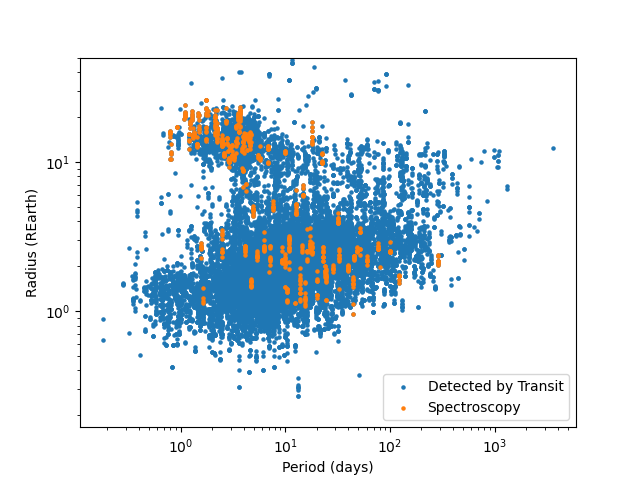 10¹
10⁰
Radius (REarth)
10⁰
10¹
10²
10³
Period (days)
Detected by Transit
Spectroscopy